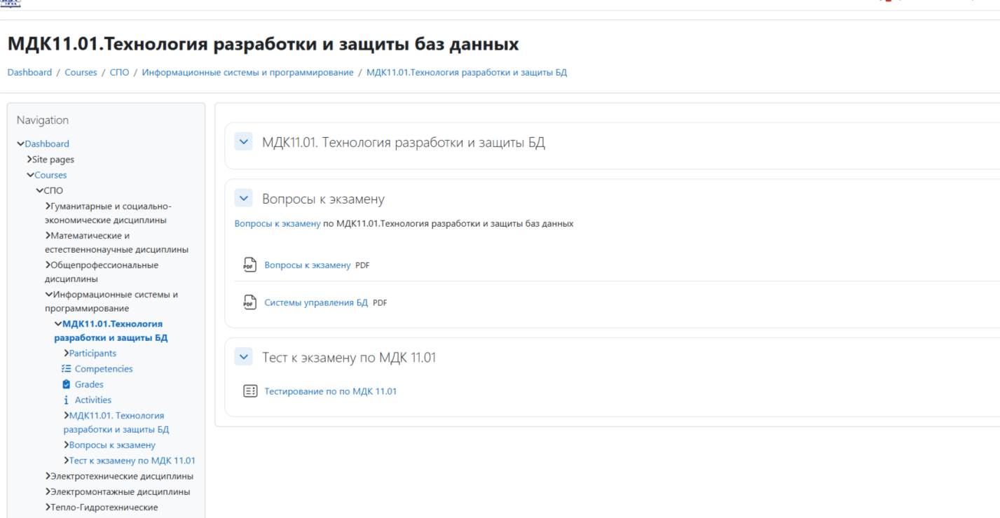 МДК11.01.Технология разработки и защиты баз данных
Dashboard / Courses / СПО / Информационные системы и программирование / МДК11.01.Технология разработки и защиты БД
Navigation
Dashboard
Site pages
Courses
СПО
Гуманитарные и социально-
экономические дисциплины
Математические и
естественнонаучные дисциплины
Общепрофессиональные
дисциплины
Информационные системы и
программирование
МДК11.01.Технология
разработки и защиты БД
Participants
Competencies
Grades
Activities
МДК11.01. Технология
разработки и защиты БД
Вопросы к экзамену
Тест к экзамену по МДК 11.01
Электротехнические дисциплины
Электромонтажные дисциплины
Тепло-Гидротехнические
МДК11.01. Технология разработки и защиты БД
Вопросы к экзамену
Вопросы к экзамену по МДК11.01.Технология разработки и защиты баз данных
PDF Вопросы к экзамену PDF
PDF Системы управления БД PDF
Тест к экзамену по МДК 11.01
Тестирование по по МДК 11.01